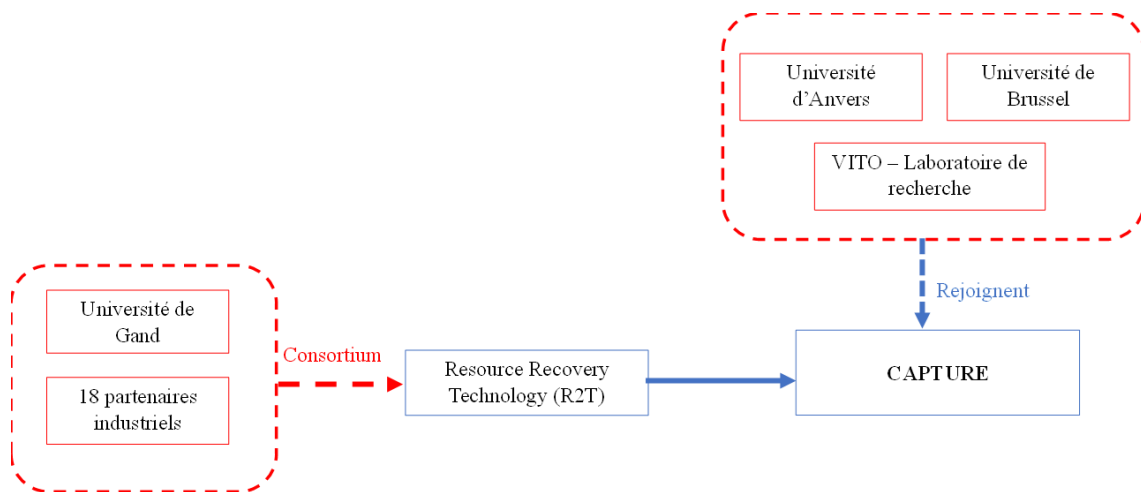 Université
d'Anvers
Université de
Brussel
VITO – Laboratoire de
recherche
Rejoignent
Université de
Gand
18 partenaires
industriels
Consortium
Resource Recovery
Technology (R2T)
CAPTURE